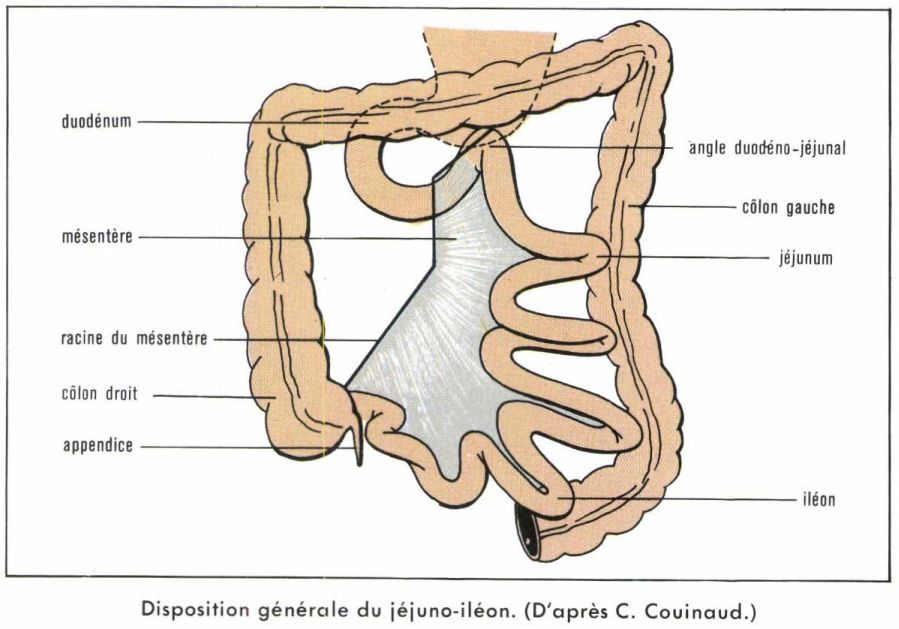 duodénum
mésentère
racine du mésentère
côlon droit
appendice
angle duodéno-jéjunal
côlon gauche
jéjunum
iléon
Disposition générale du jéjuno-iléon. (D'après C. Couinaud.)